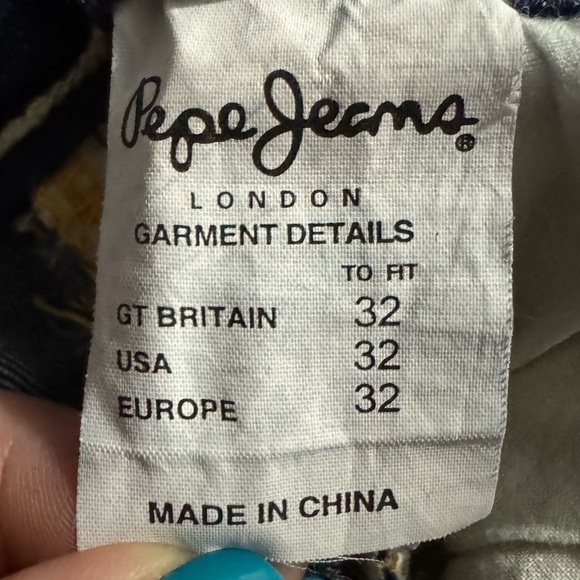 Pepe Jeans®
LONDON
GARMENT DETAILS
TO FIT
GT BRITAIN 32
USA 32
EUROPE 32
MADE IN CHINA